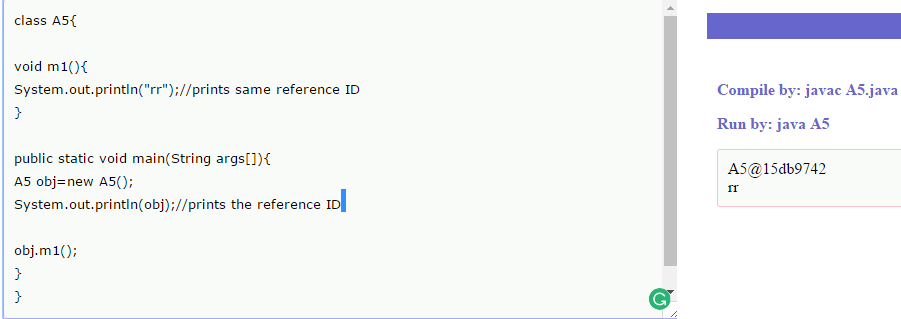 class A5{
void m1(){
System.out.println("rr");//prints same reference ID
}
public static void main(String args[]){
A5 obj=new A5();
System.out.println(obj);//prints the reference ID
obj.m1();
}
}
Compile by: javac A5.java
Run by: java A5
A5@15db9742
rr